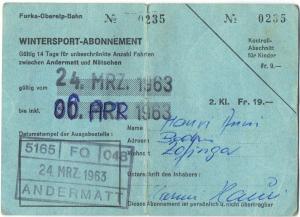 Furka-Oberalp-Bahn № 0235 № 0235
WINTERSPORT-ABONNEMENT
Gültig 14 Tage für unbeschränkte Anzahl Fahrten
zwischen Andermatt und Nätschen
Kontroll-
Abschnitt
für Kinder
Fr. 9.—
gültig vom 24. MRZ. 1963
bis inkl. 06. APR 1963
2. Kl. Fr. 19.—
Datumstempel der Ausgabestelle:
Name:
Adresse:
Wohnort: Zofingen
5165 FO 048
24. MRZ. 1963
ANDERMATT
Unterschrift des Inhabers:
Dieses Abonnement ist persönlich u. nicht übertragbar